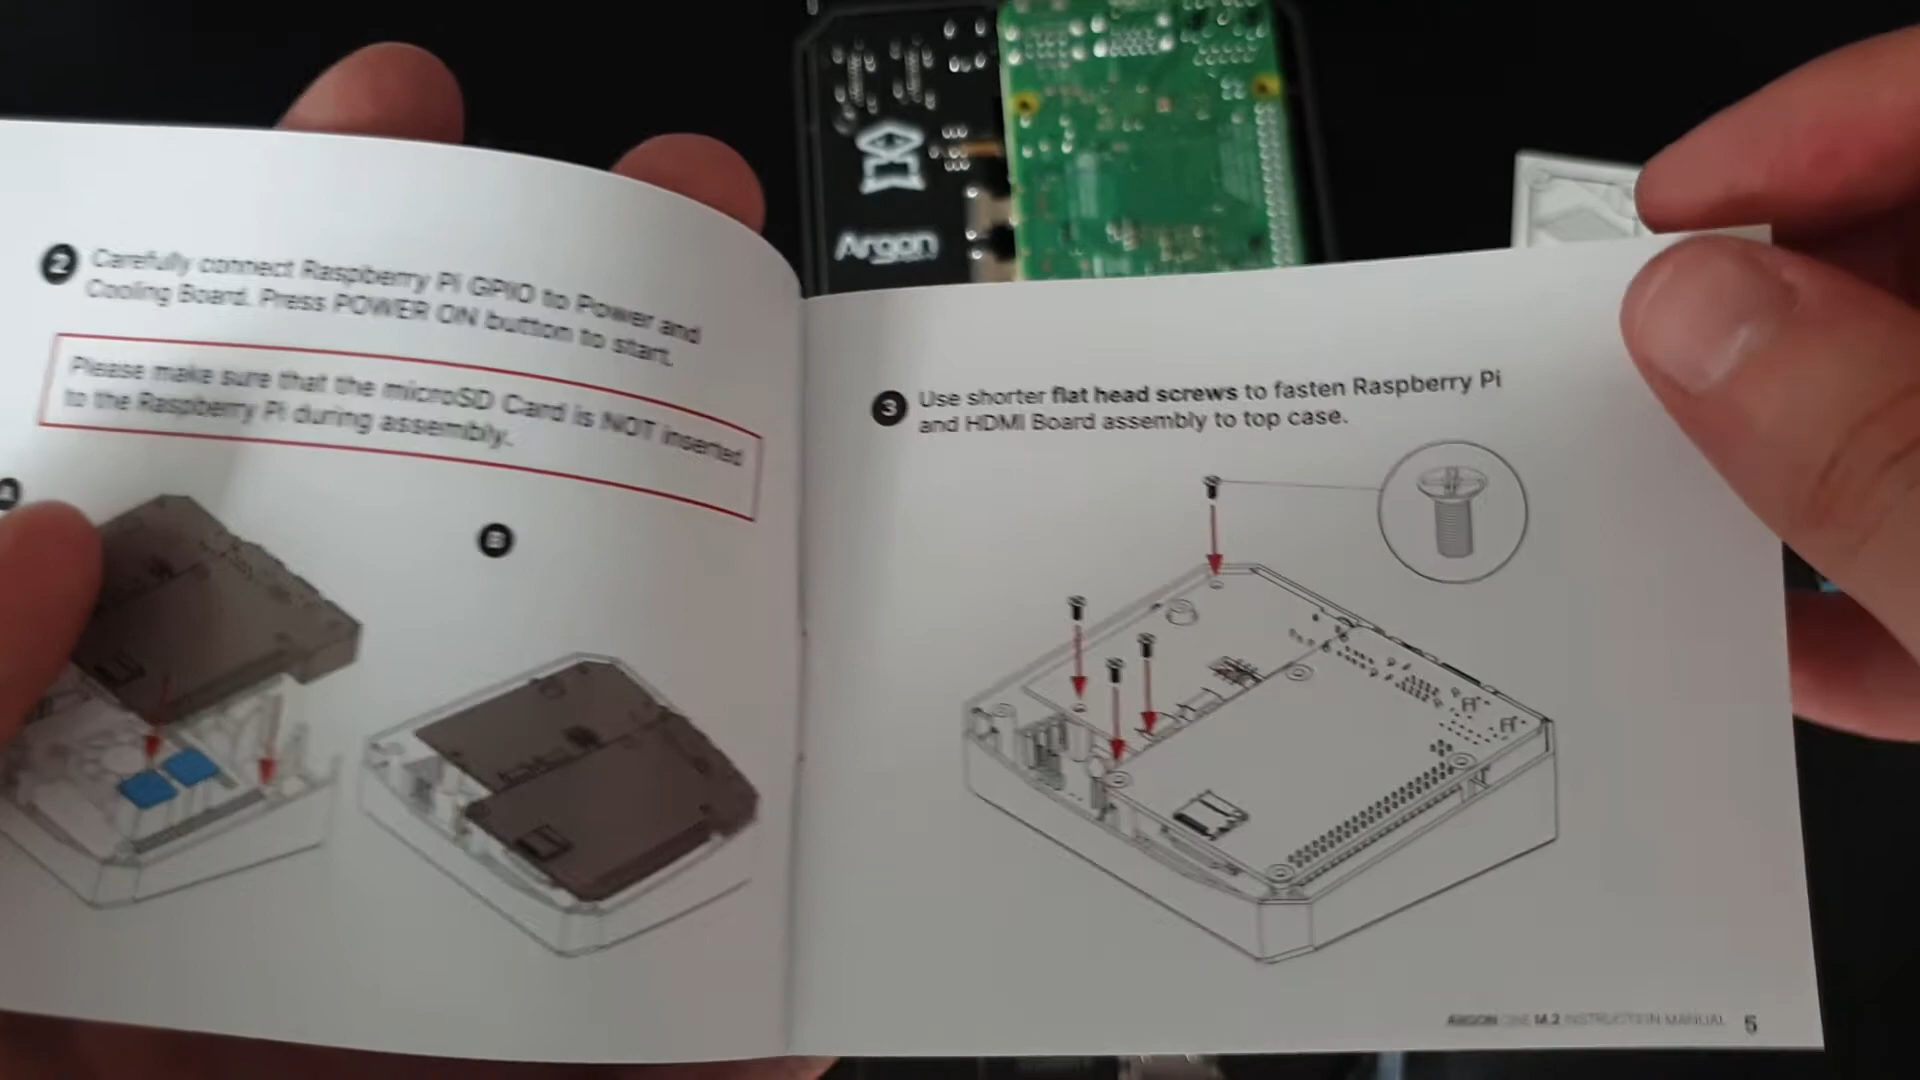 Argon
2 Carefully connect Raspberry Pi GPIO to Power and
Cooling Board. Press POWER ON button to start.
Please make sure that the microSD Card is NOT inserted
to the Raspberry Pi during assembly.
A
B
3 Use shorter flat head screws to fasten Raspberry Pi
and HDMI Board assembly to top case.
ARGON ONE M.2 INSTRUCTION MANUAL 5